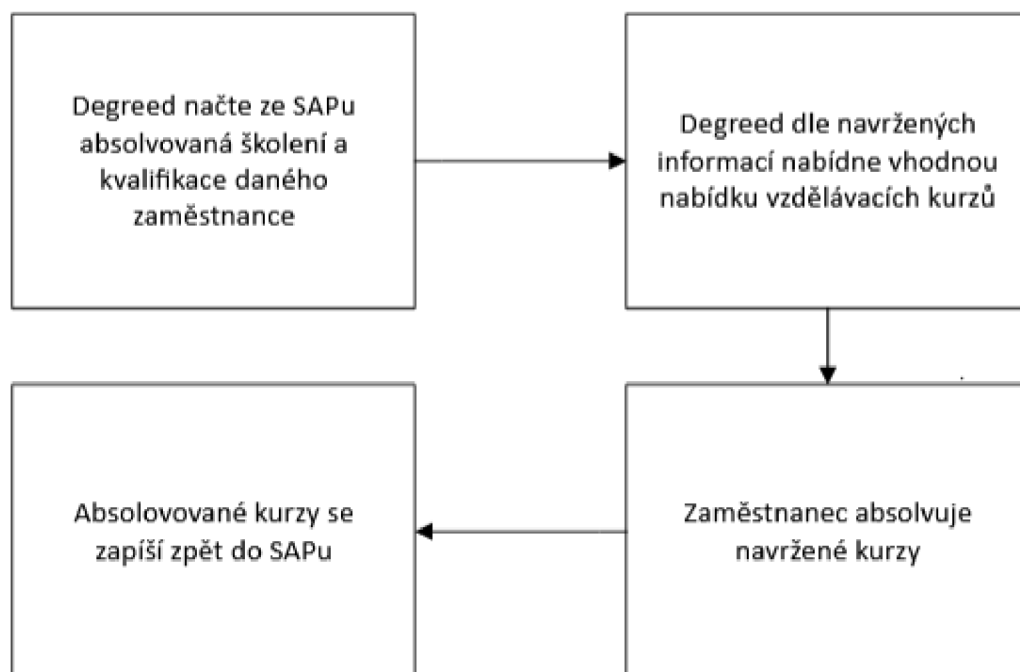 Degreed načte ze SAPu
absolvovaná školení a
kvalifikace daného
zaměstnance
Degreed dle navržených
informací nabídne vhodnou
nabídku vzdělávacích kurzů
Zaměstnanec absolvuje
navržené kurzy
Absolovované kurzy se
zapíší zpět do SAPu